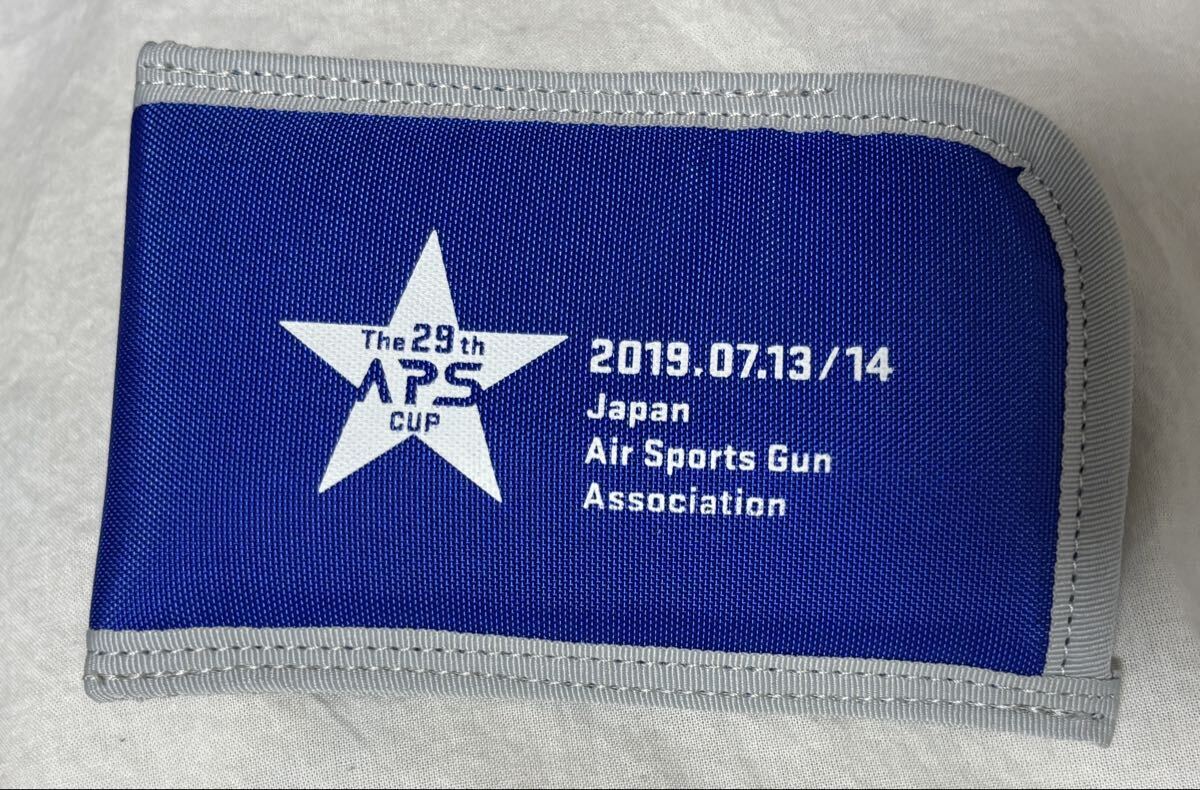 The 29th
APS
CUP
2019.07.13/14
Japan
Air Sports Gun
Association